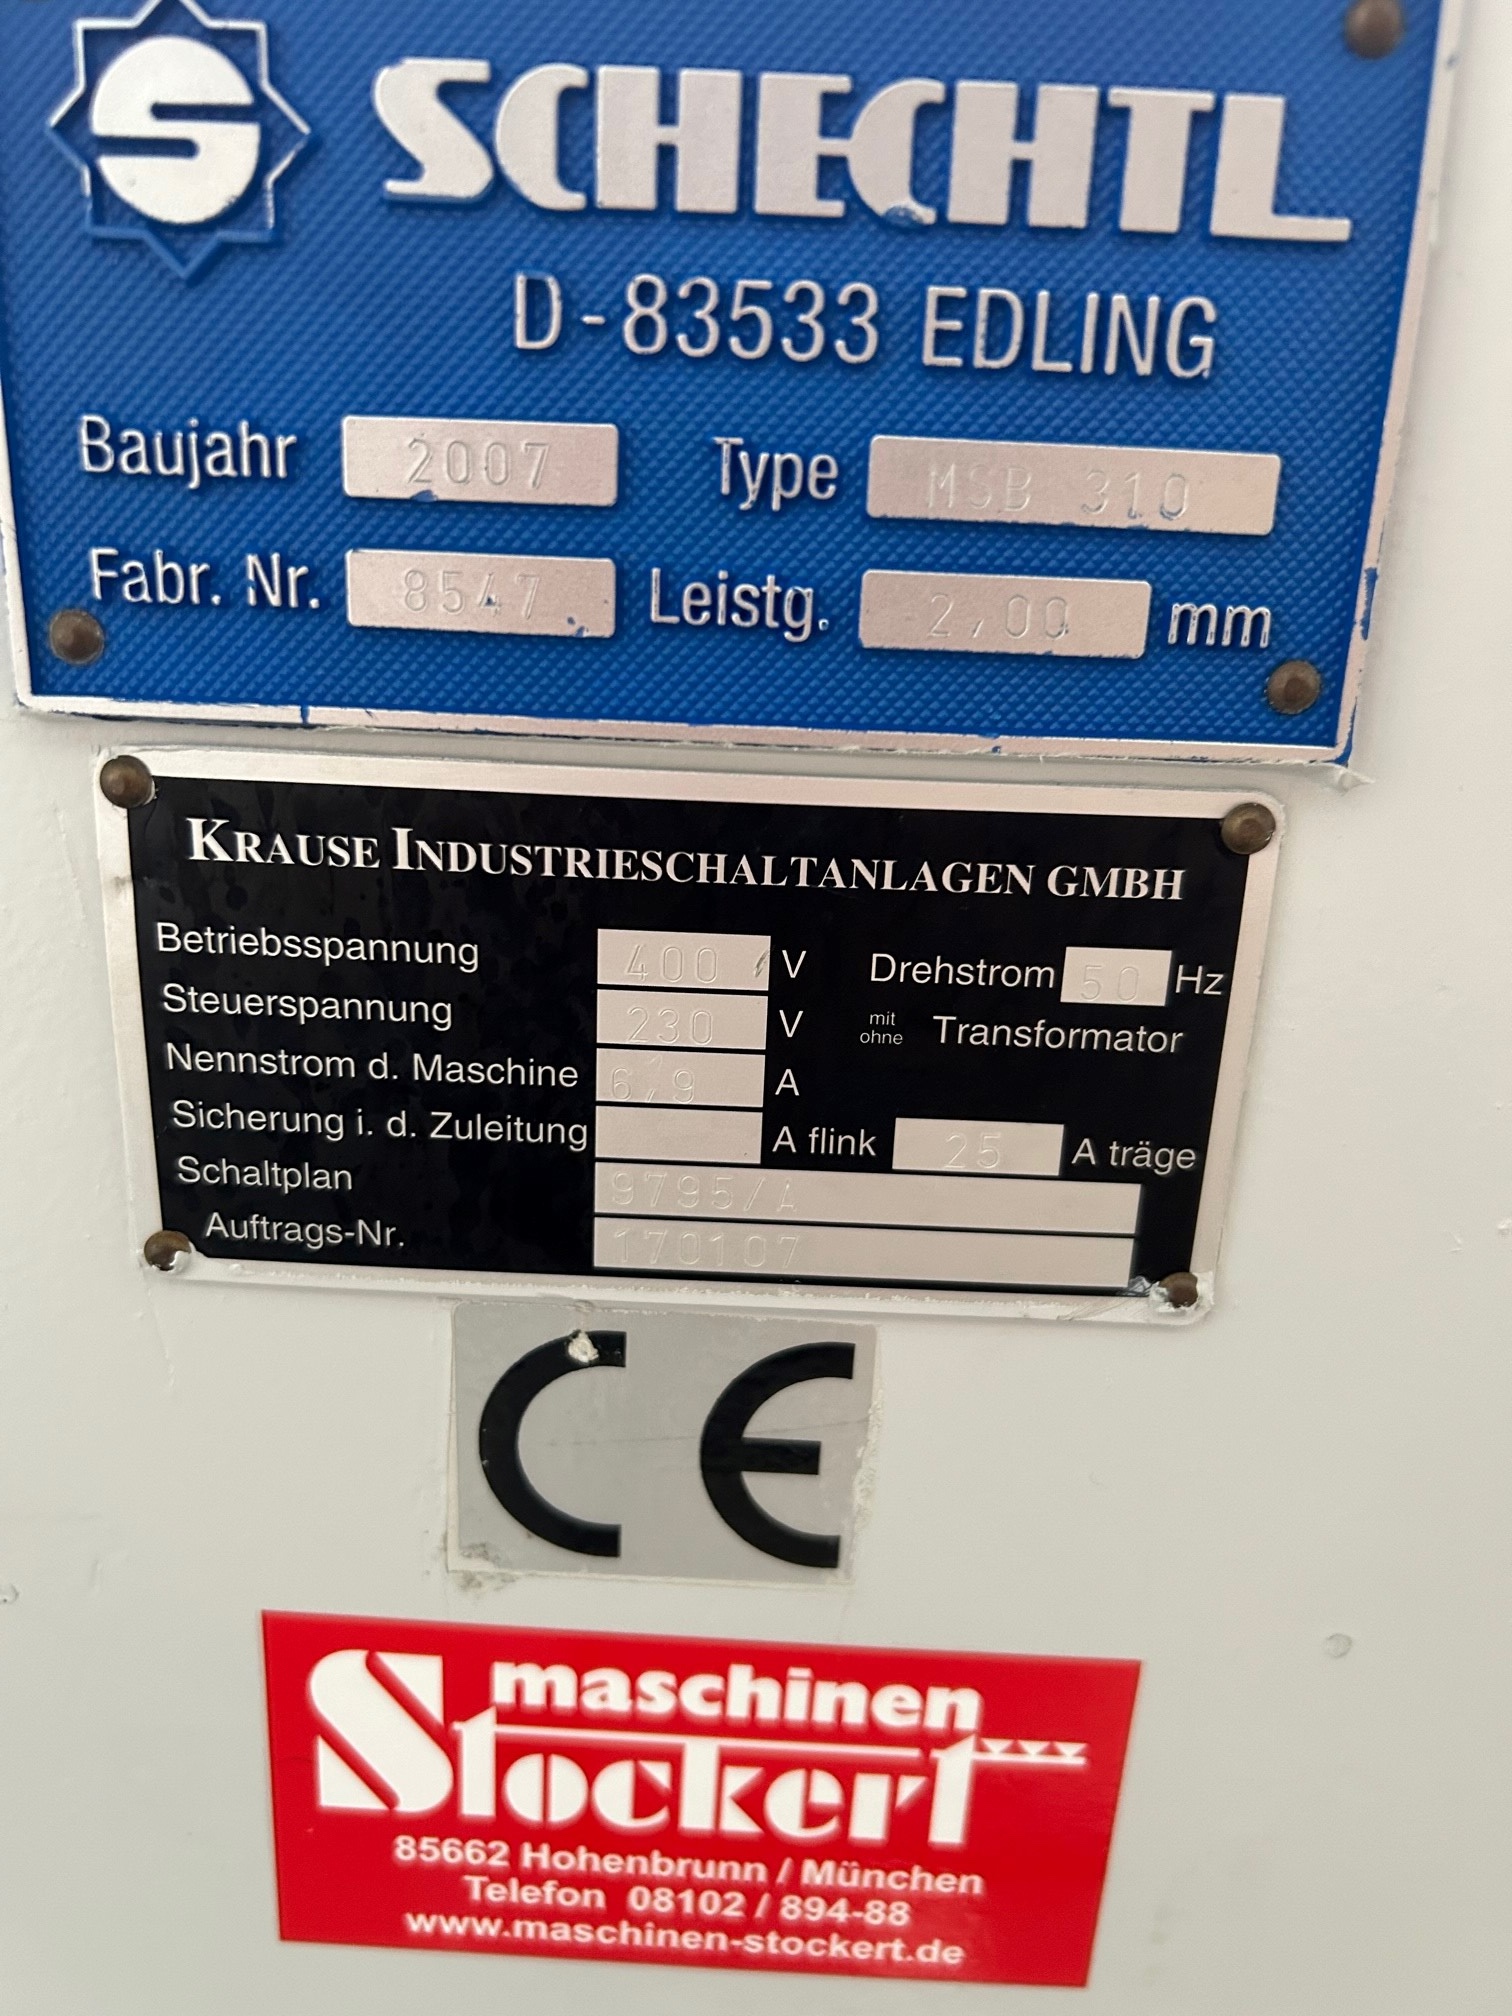 S SCHECHTL
D-83533 EDLING
Baujahr 2007 Type MSB 310
Fabr. Nr. 8547 Leistg. 2,00 mm
KRAUSE INDUSTRIESCHALTANLAGEN GMBH
Betriebsspannung 400 V Drehstrom 50 Hz
Steuerspannung 230 V mit ohne Transformator
Nennstrom d. Maschine 6,9 A
Sicherung i. d. Zuleitung A flink 25 A träge
Schaltplan 9795/A
Auftrags-Nr. 170107
CE
maschinen
Stockert
85662 Hohenbrunn / München
Telefon 08102 / 894-88
www.maschinen-stockert.de